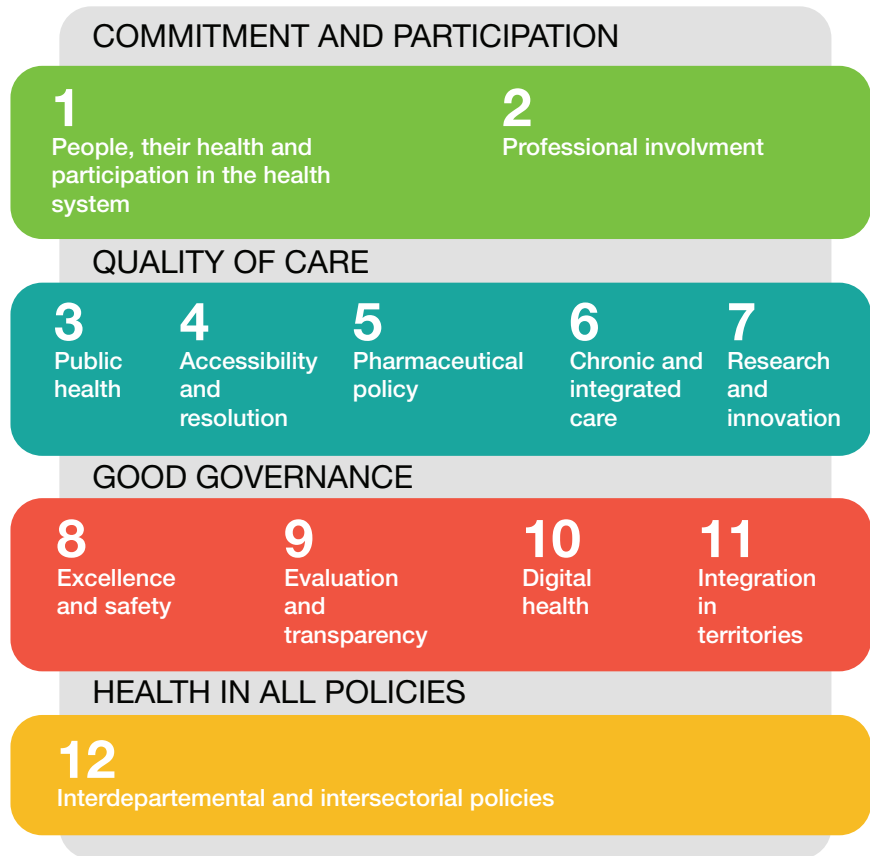 COMMITMENT AND PARTICIPATION
1
People, their health and
participation in the health
system
2
Professional involvment
QUALITY OF CARE
3
Public
health
4
Accessibility
and
resolution
5
Pharmaceutical
policy
6
Chronic and
integrated
care
7
Research
and
innovation
GOOD GOVERNANCE
8
Excellence
and safety
9
Evaluation
and
transparency
10
Digital
health
11
Integration
in
territories
HEALTH IN ALL POLICIES
12
Interdepartemental and intersectorial policies